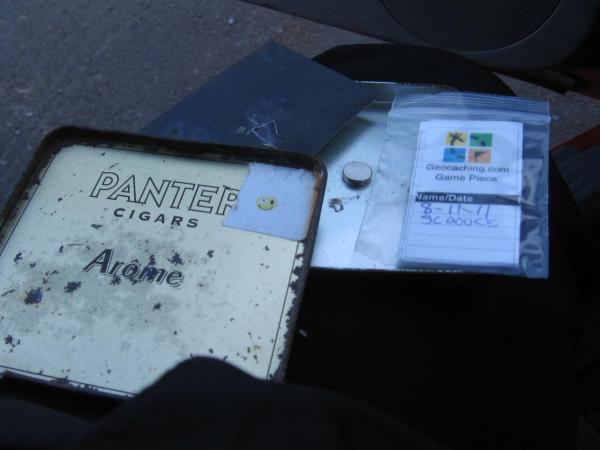 PANTER
CIGARS
Arôme
Geocaching.com
Game Piece
Name/Date
8-11-11